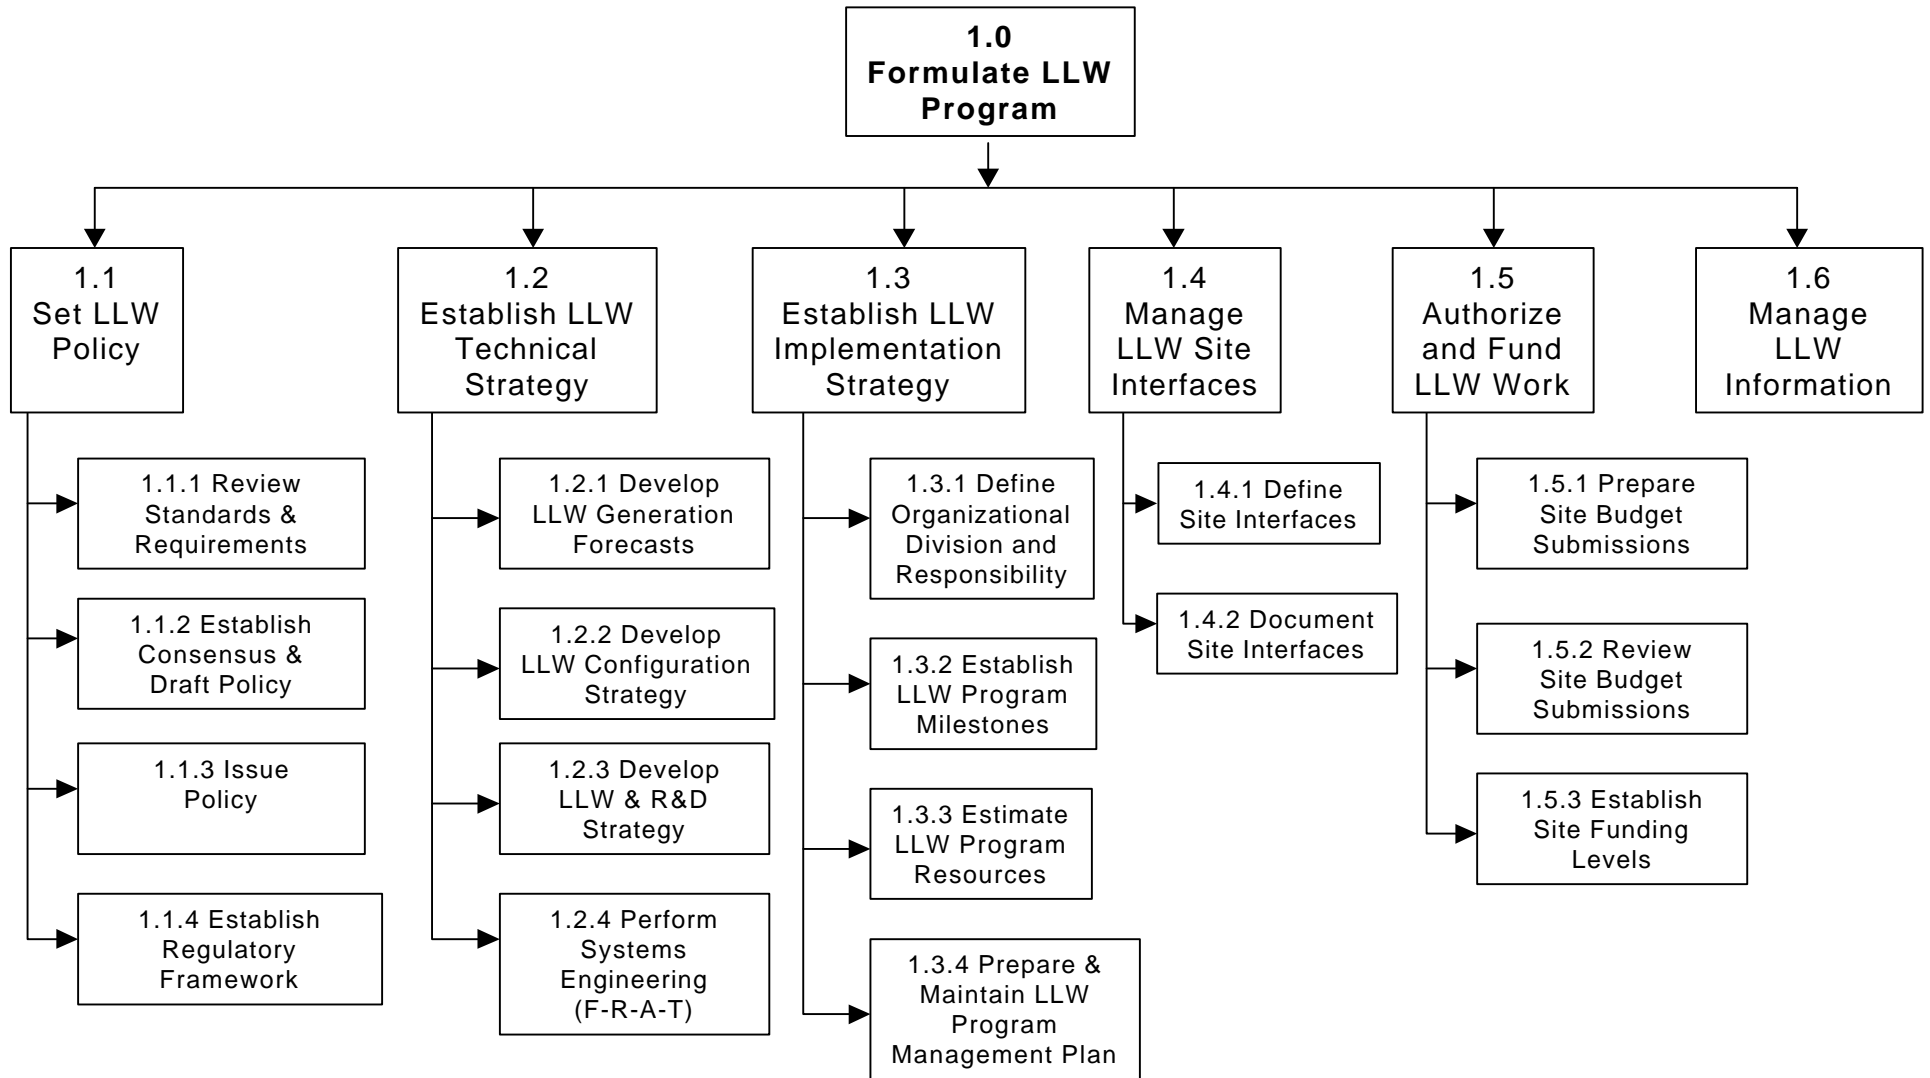 1.0
Formulate LLW
Program
1.1
Set LLW
Policy
1.2
Establish LLW
Technical
Strategy
1.3
Establish LLW
Implementation
Strategy
1.4
Manage
LLW Site
Interfaces
1.5
Authorize
and Fund
LLW Work
1.6
Manage
LLW
Information
1.1.1 Review
Standards &
Requirements
1.1.2 Establish
Consensus &
Draft Policy
1.1.3 Issue
Policy
1.1.4 Establish
Regulatory
Framework
1.2.1 Develop
LLW Generation
Forecasts
1.2.2 Develop
LLW Configuration
Strategy
1.2.3 Develop
LLW & R&D
Strategy
1.2.4 Perform
Systems
Engineering
(F-R-A-T)
1.3.1 Define
Organizational
Division and
Responsibility
1.3.2 Establish
LLW Program
Milestones
1.3.3 Estimate
LLW Program
Resources
1.3.4 Prepare &
Maintain LLW
Program
Management Plan
1.4.1 Define
Site Interfaces
1.4.2 Document
Site Interfaces
1.5.1 Prepare
Site Budget
Submissions
1.5.2 Review
Site Budget
Submissions
1.5.3 Establish
Site Funding
Levels